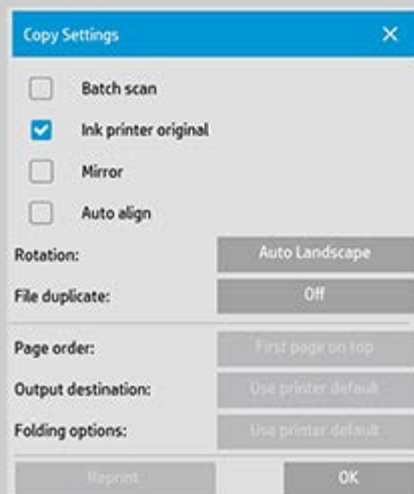 Copy Settings
Batch scan
Ink printer original
Mirror
Auto align
Rotation: Auto Landscape
File duplicate: Off
Page order: First page on top
Output destination: Use printer default
Folding options: Use printer default
Reprint OK